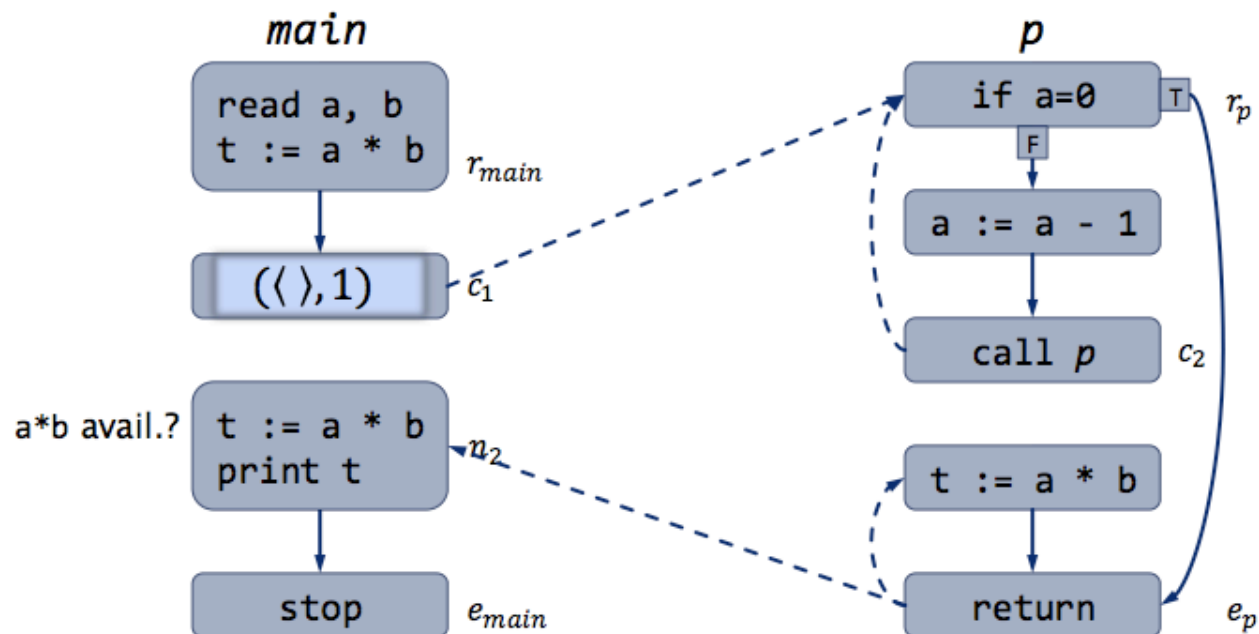 main
read a, b
t := a * b
r_main
(⟨ ⟩, 1)
c_1
a*b avail.?
t := a * b
print t
n_2
stop
e_main
p
if a=0
T
r_p
F
a := a - 1
call p
c_2
t := a * b
return
e_p